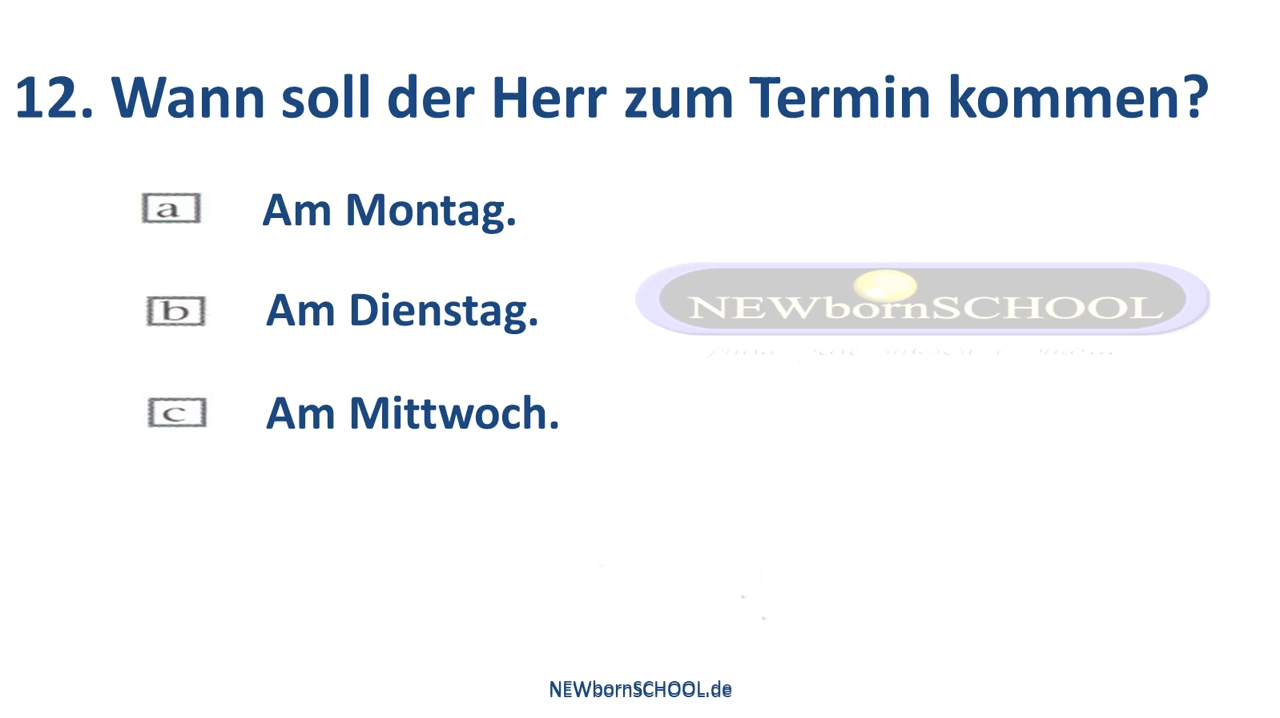 12. Wann soll der Herr zum Termin kommen?
a Am Montag.
b Am Dienstag.
NEWbornSCHOOL
c Am Mittwoch.
NEWbornSCHOOL.de